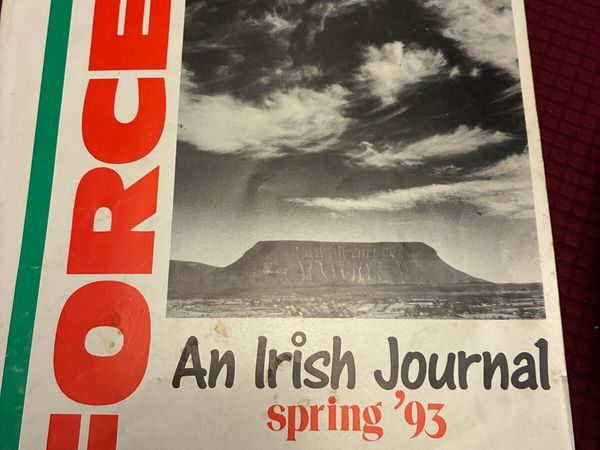 FORCE
An Irish Journal
spring '93